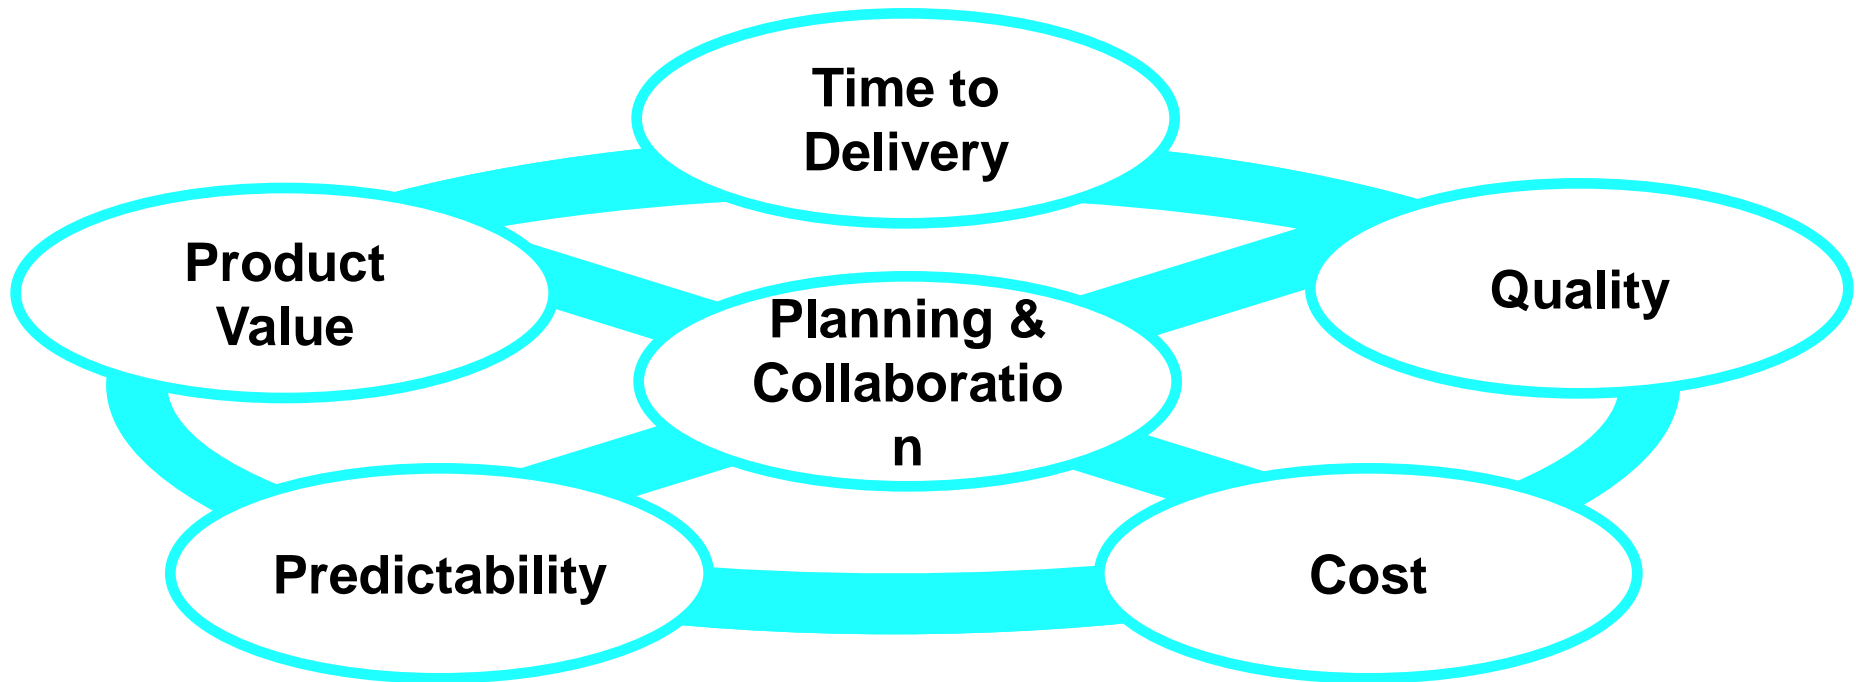 Time to
Delivery
Product
Value
Quality
Planning &
Collaboratio
n
Predictability
Cost